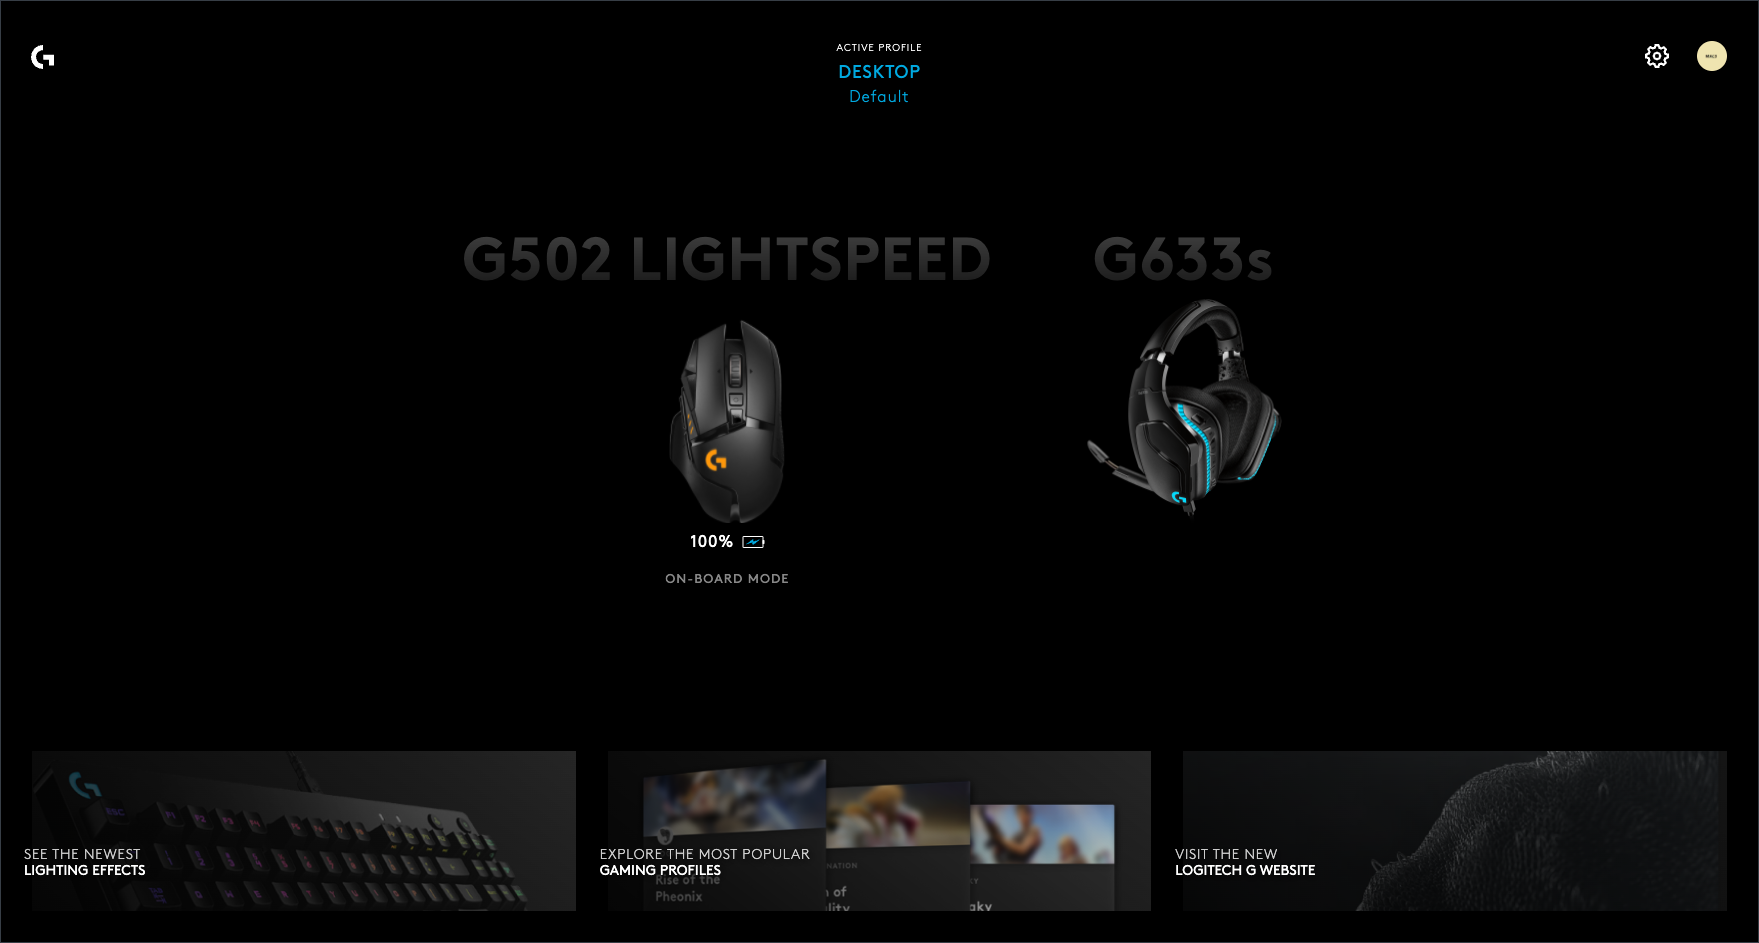 ACTIVE PROFILE
DESKTOP
Default
G502 LIGHTSPEED
G633s
100%
ON-BOARD MODE
SEE THE NEWEST
LIGHTING EFFECTS
EXPLORE THE MOST POPULAR
GAMING PROFILES
Rise of the
Pheonix
VISIT THE NEW
LOGITECH G WEBSITE